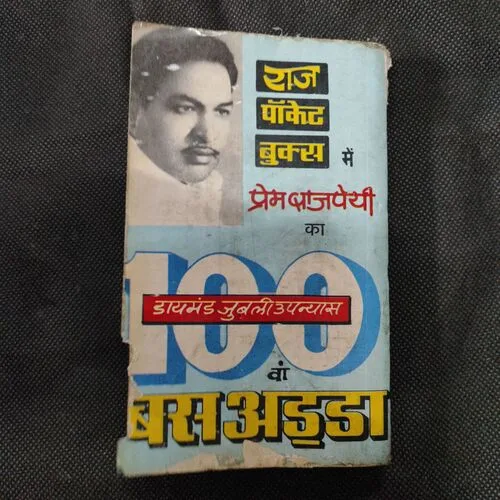 राज
पॉकेट
बुक्स में
प्रेम बाजपेयी
का
100
डायमंड जुबली उपन्यास
वां
बस अड्डा